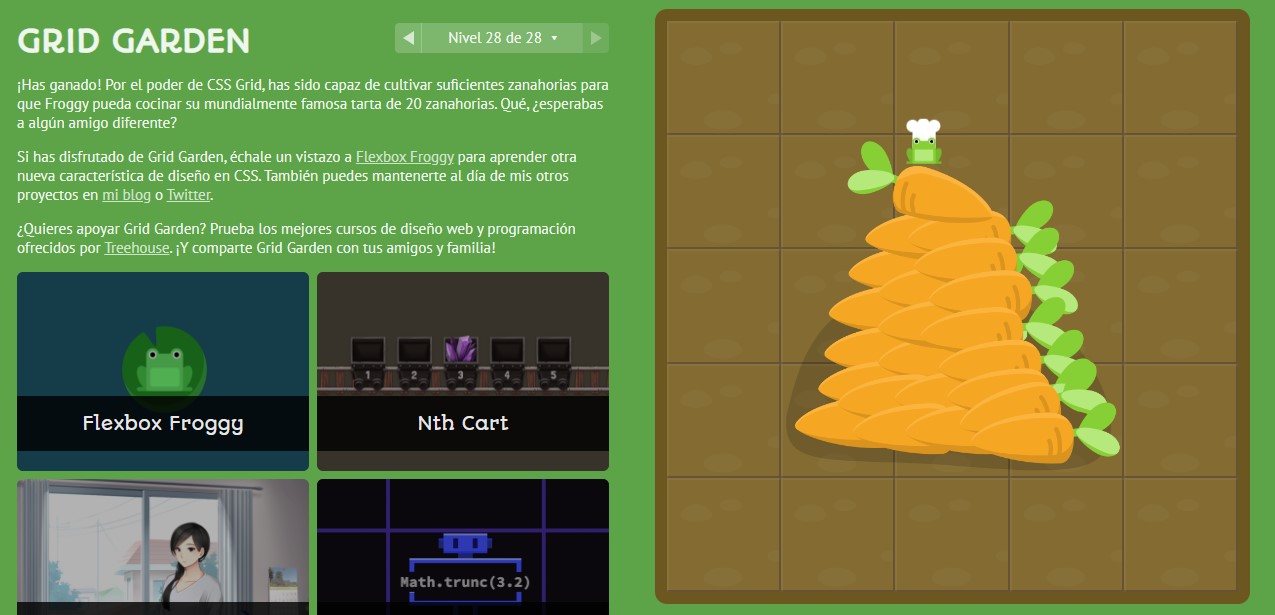 GRID GARDEN
Nivel 28 de 28
¡Has ganado! Por el poder de CSS Grid, has sido capaz de cultivar suficientes zanahorias para
que Froggy pueda cocinar su mundialmente famosa tarta de 20 zanahorias. Qué, ¿esperabas
a algún amigo diferente?
Si has disfrutado de Grid Garden, échale un vistazo a Flexbox Froggy para aprender otra
nueva característica de diseño en CSS. También puedes mantenerte al día de mis otros
proyectos en mi blog o Twitter.
¿Quieres apoyar Grid Garden? Prueba los mejores cursos de diseño web y programación
ofrecidos por Treehouse. ¡Y comparte Grid Garden con tus amigos y familia!
Flexbox Froggy
1 2 3 4 5
Nth Cart
Math.trunc(3.2)